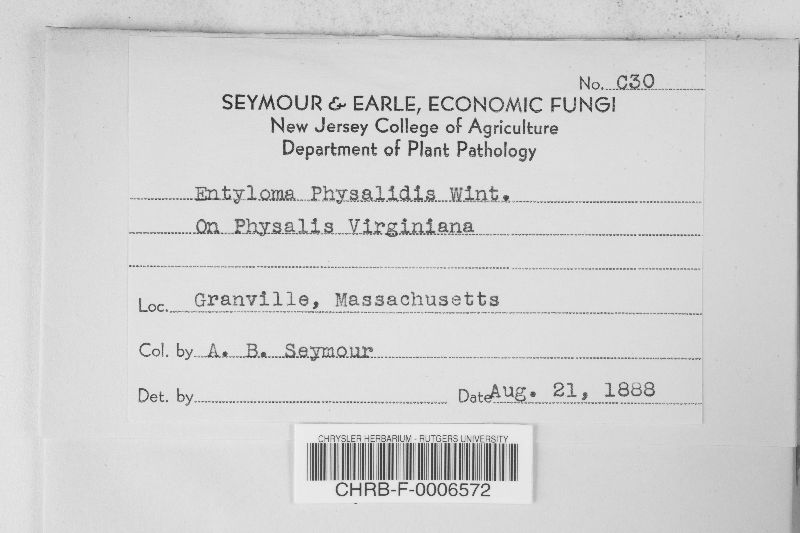 No. C30
SEYMOUR & EARLE, ECONOMIC FUNGI
New Jersey College of Agriculture
Department of Plant Pathology
Entyloma Physalidis Wint.
On Physalis Virginiana
Loc. Granville, Massachusetts
Col. by A. B. Seymour
Det. by
Date Aug. 21, 1888
CHRYSLER HERBARIUM - RUTGERS UNIVERSITY
CHRB-F-0006572